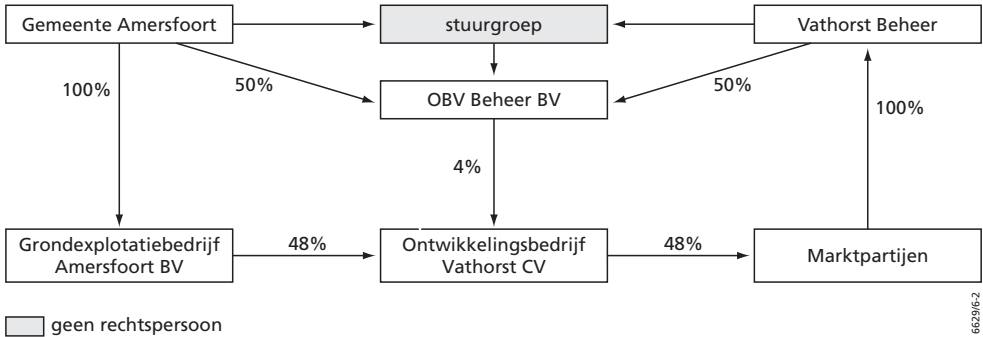 Gemeente Amersfoort
stuurgroep
Vathorst Beheer
100%
50%
OBV Beheer BV
50%
100%
4%
Grondexplotatiebedrijf
Amersfoort BV
48%
Ontwikkelingsbedrijf
Vathorst CV
48%
Marktpartijen
geen rechtspersoon
6629/6-2